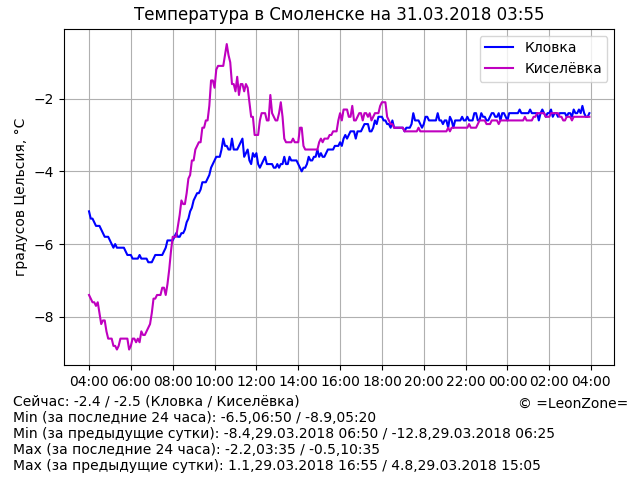 Температура в Смоленске на 31.03.2018 03:55
Кловка
Киселёвка
градусов Цельсия, °C
−2
−4
−6
−8
04:00 06:00 08:00 10:00 12:00 14:00 16:00 18:00 20:00 22:00 00:00 02:00 04:00
Сейчас: -2.4 / -2.5 (Кловка / Киселёвка)
© =LeonZone=
Min (за последние 24 часа): -6.5,06:50 / -8.9,05:20
Min (за предыдущие сутки): -8.4,29.03.2018 06:50 / -12.8,29.03.2018 06:25
Max (за последние 24 часа): -2.2,03:35 / -0.5,10:35
Max (за предыдущие сутки): 1.1,29.03.2018 16:55 / 4.8,29.03.2018 15:05